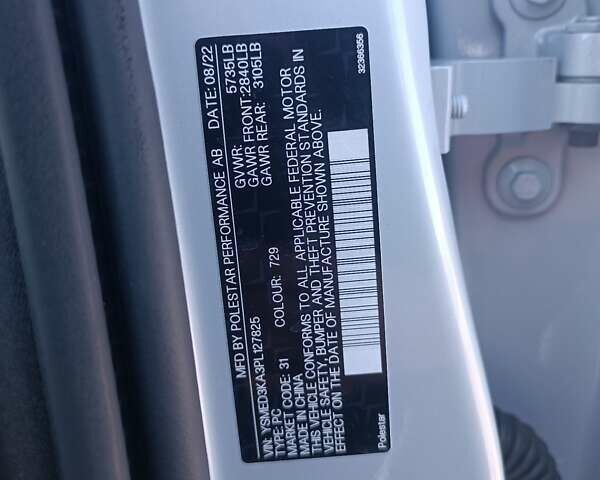 MFD BY POLESTAR PERFORMANCE AB DATE: 08/22
GVWR: 5735LB
GAWR FRONT: 2840LB
GAWR REAR: 3105LB
VIN: YSMED3KA3PL127825
TYPE: PC
MARKET CODE: 31 COLOUR: 729
MADE IN CHINA
THIS VEHICLE CONFORMS TO ALL APPLICABLE FEDERAL MOTOR
VEHICLE SAFETY, BUMPER AND THEFT PREVENTION STANDARDS IN
EFFECT ON THE DATE OF MANUFACTURE SHOWN ABOVE.
Polestar 32366356